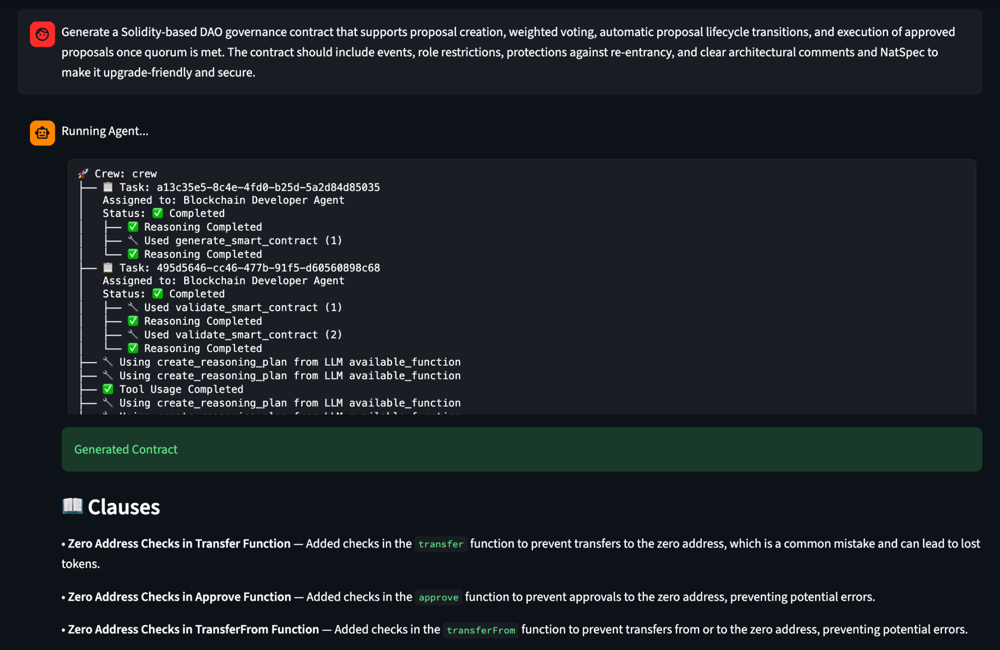 Generate a Solidity-based DAO governance contract that supports proposal creation, weighted voting, automatic proposal lifecycle transitions, and execution of approved
proposals once quorum is met. The contract should include events, role restrictions, protections against re-entrancy, and clear architectural comments and NatSpec to
make it upgrade-friendly and secure.
Running Agent...
🚀 Crew: crew
├── 📋 Task: a13c35e5-8c4e-4fd0-b25d-5a2d84d85035
│   Assigned to: Blockchain Developer Agent
│   Status: ✅ Completed
│   ├── ✅ Reasoning Completed
│   ├── 🔧 Used generate_smart_contract (1)
│   └── ✅ Reasoning Completed
├── 📋 Task: 495d5646-cc46-477b-91f5-d60560898c68
│   Assigned to: Blockchain Developer Agent
│   Status: ✅ Completed
│   ├── 🔧 Used validate_smart_contract (1)
│   ├── ✅ Reasoning Completed
│   ├── 🔧 Used validate_smart_contract (2)
│   └── ✅ Reasoning Completed
├── 🔧 Using create_reasoning_plan from LLM available_function
├── 🔧 Using create_reasoning_plan from LLM available_function
├── ✅ Tool Usage Completed
├── 🔧 Using create_reasoning_plan from LLM available_function
Generated Contract
📖 Clauses
• Zero Address Checks in Transfer Function — Added checks in the transfer function to prevent transfers to the zero address, which is a common mistake and can lead to lost
tokens.
• Zero Address Checks in Approve Function — Added checks in the approve function to prevent approvals to the zero address, preventing potential errors.
• Zero Address Checks in TransferFrom Function — Added checks in the transferFrom function to prevent transfers from or to the zero address, preventing potential errors.